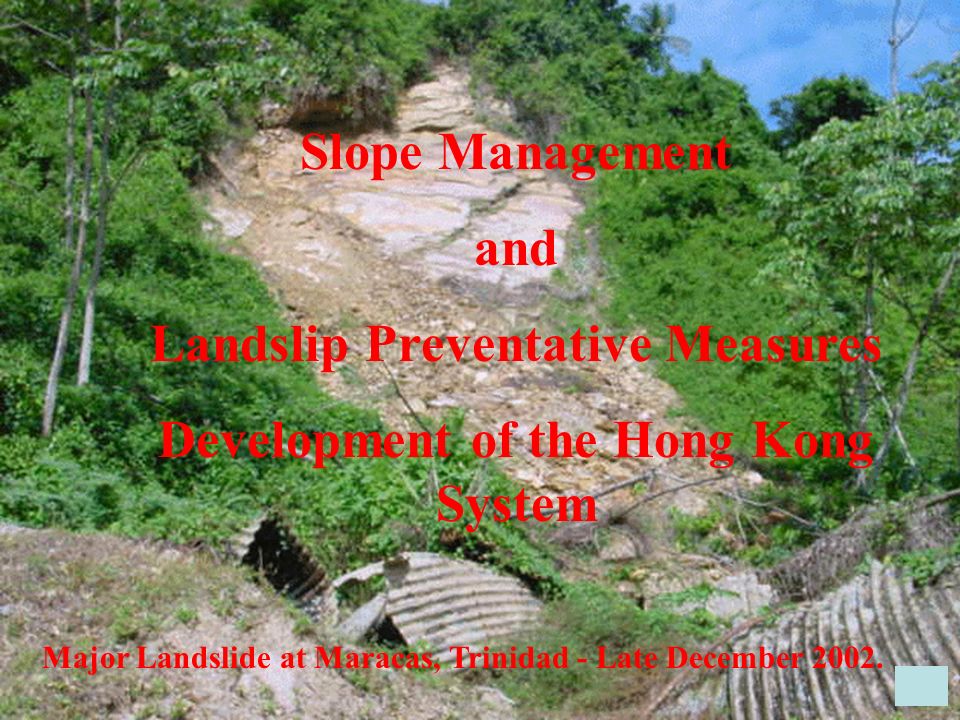 Slope Management
and
Landslip Preventative Measures
Development of the Hong Kong
System
Major Landslide at Maracas, Trinidad - Late December 2002.